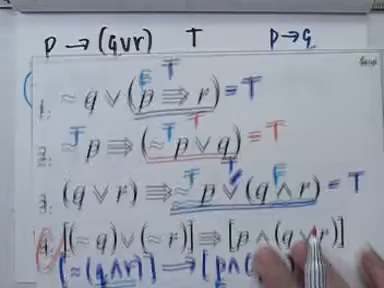 p → (q∨r) T p → q
F T
1. ~ q ∨ (p ⇒ r) ≡ T
T T T
2. ~ p ⇒ (~ p ∨ q) ≡ T
T T F
3. (q ∨ r) ⇒ ~ p ∨ (q ∧ r) ≡ T
4. [(~ q) ∨ (~ r)] ⇒ [p ∧ (q ∨ r)]
[~ (q∧r)] → [p∧(